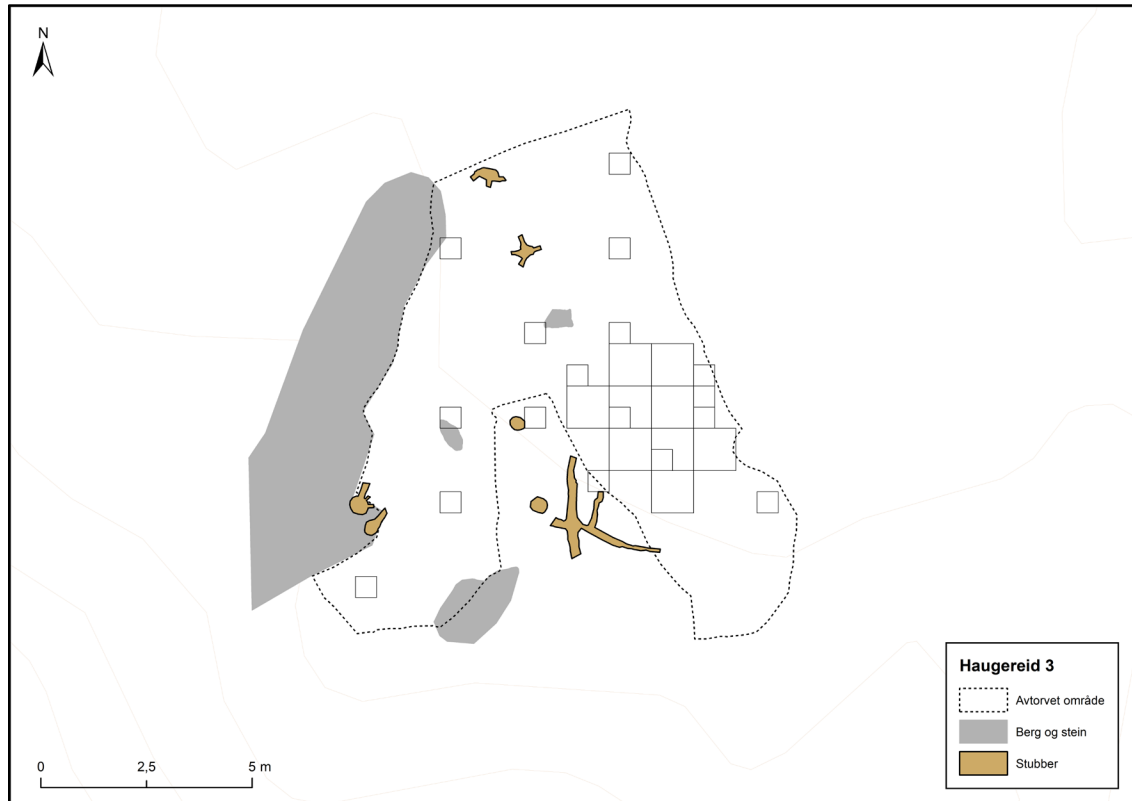 N
Haugereid 3
Avtorvet område
Berg og stein
Stubber
0 2,5 5 m